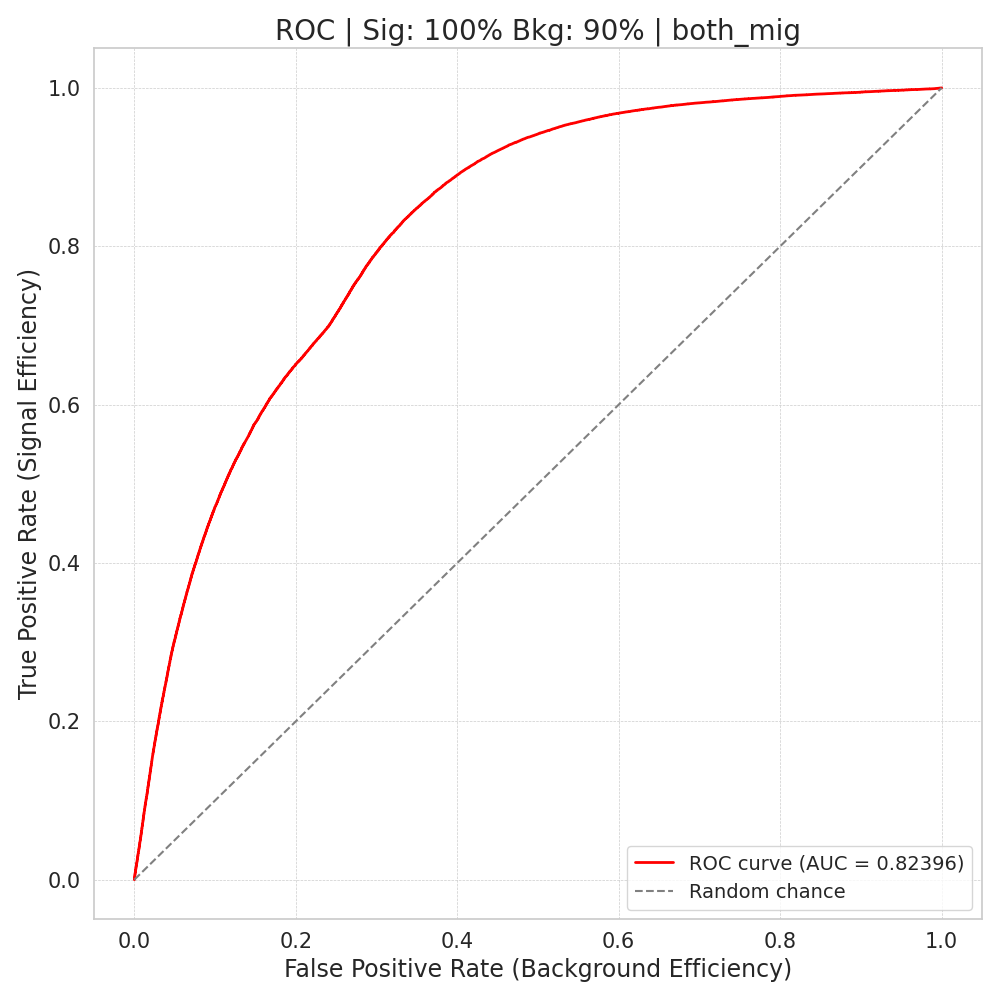 ROC | Sig: 100% Bkg: 90% | both_mig
True Positive Rate (Signal Efficiency)
1.0
0.8
0.6
0.4
0.2
0.0
ROC curve (AUC = 0.82396)
Random chance
0.0 0.2 0.4 0.6 0.8 1.0
False Positive Rate (Background Efficiency)